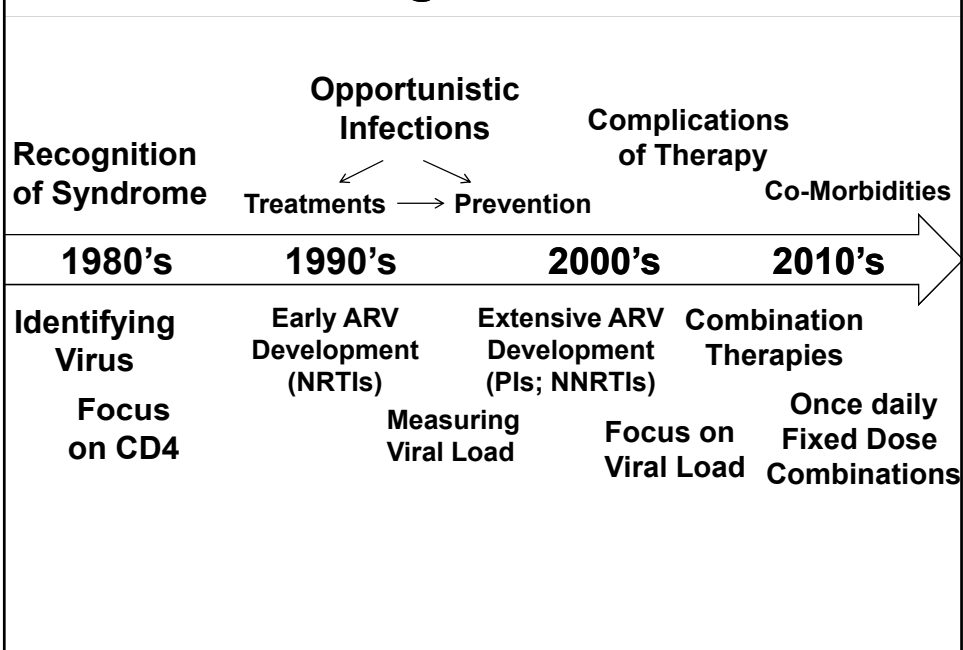 Opportunistic
Infections
Complications
of Therapy
Recognition
of Syndrome
Treatments
Prevention
Co-Morbidities
1980’s
1990’s
2000’s
2010’s
Identifying
Virus
Early ARV
Development
(NRTIs)
Extensive ARV
Development
(PIs; NNRTIs)
Combination
Therapies
Focus
on CD4
Measuring
Viral Load
Focus on
Viral Load
Once daily
Fixed Dose
Combinations